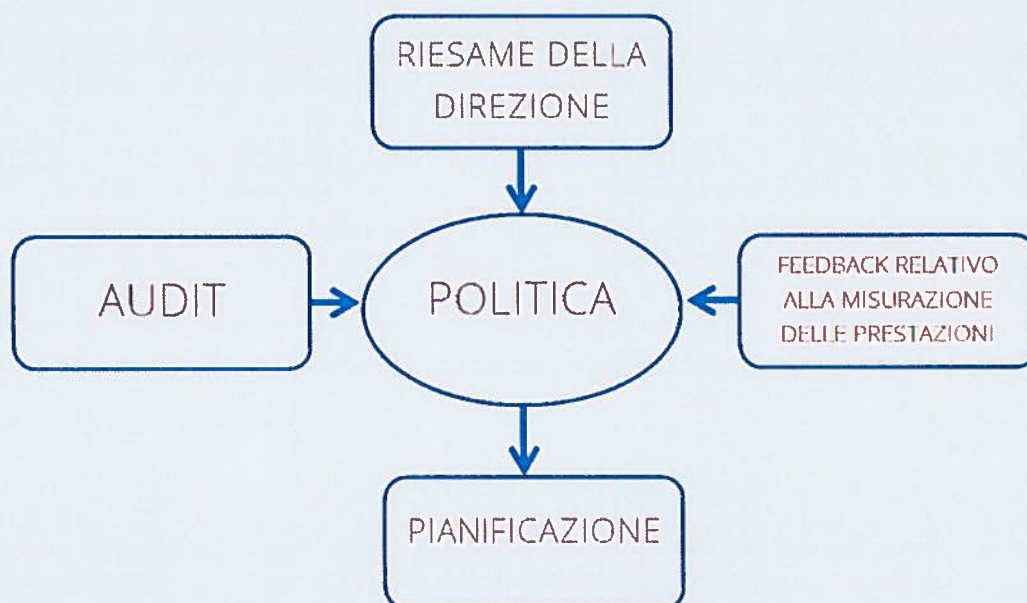 RIESAME DELLA
DIREZIONE
AUDIT
POLITICA
FEEDBACK RELATIVO
ALLA MISURAZIONE
DELLE PRESTAZIONI
PIANIFICAZIONE